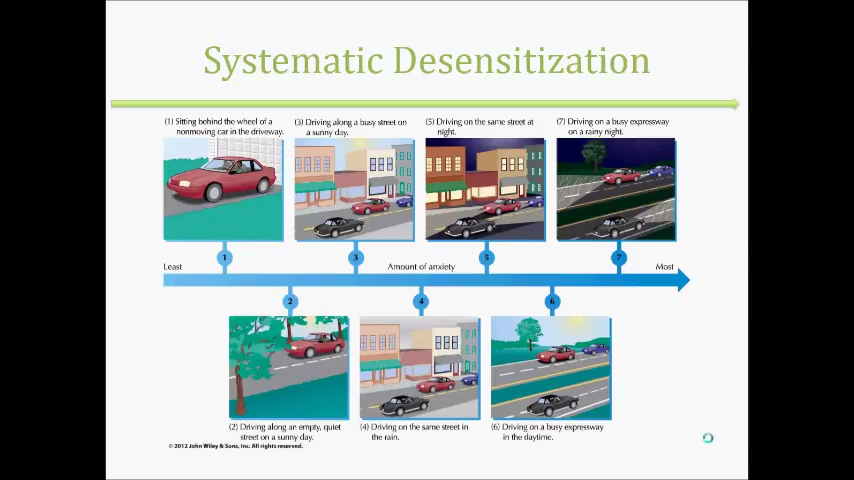 Systematic Desensitization
(1) Sitting behind the wheel of a
nonmoving car in the driveway.
(3) Driving along a busy street on
a sunny day.
(5) Driving on the same street at
night.
(7) Driving on a busy expressway
on a rainy night.
1
3
5
7
Least
Amount of anxiety
Most
2
4
6
(2) Driving along an empty, quiet
street on a sunny day.
(4) Driving on the same street in
the rain.
(6) Driving on a busy expressway
in the daytime.
© 2012 John Wiley & Sons, Inc. All rights reserved.